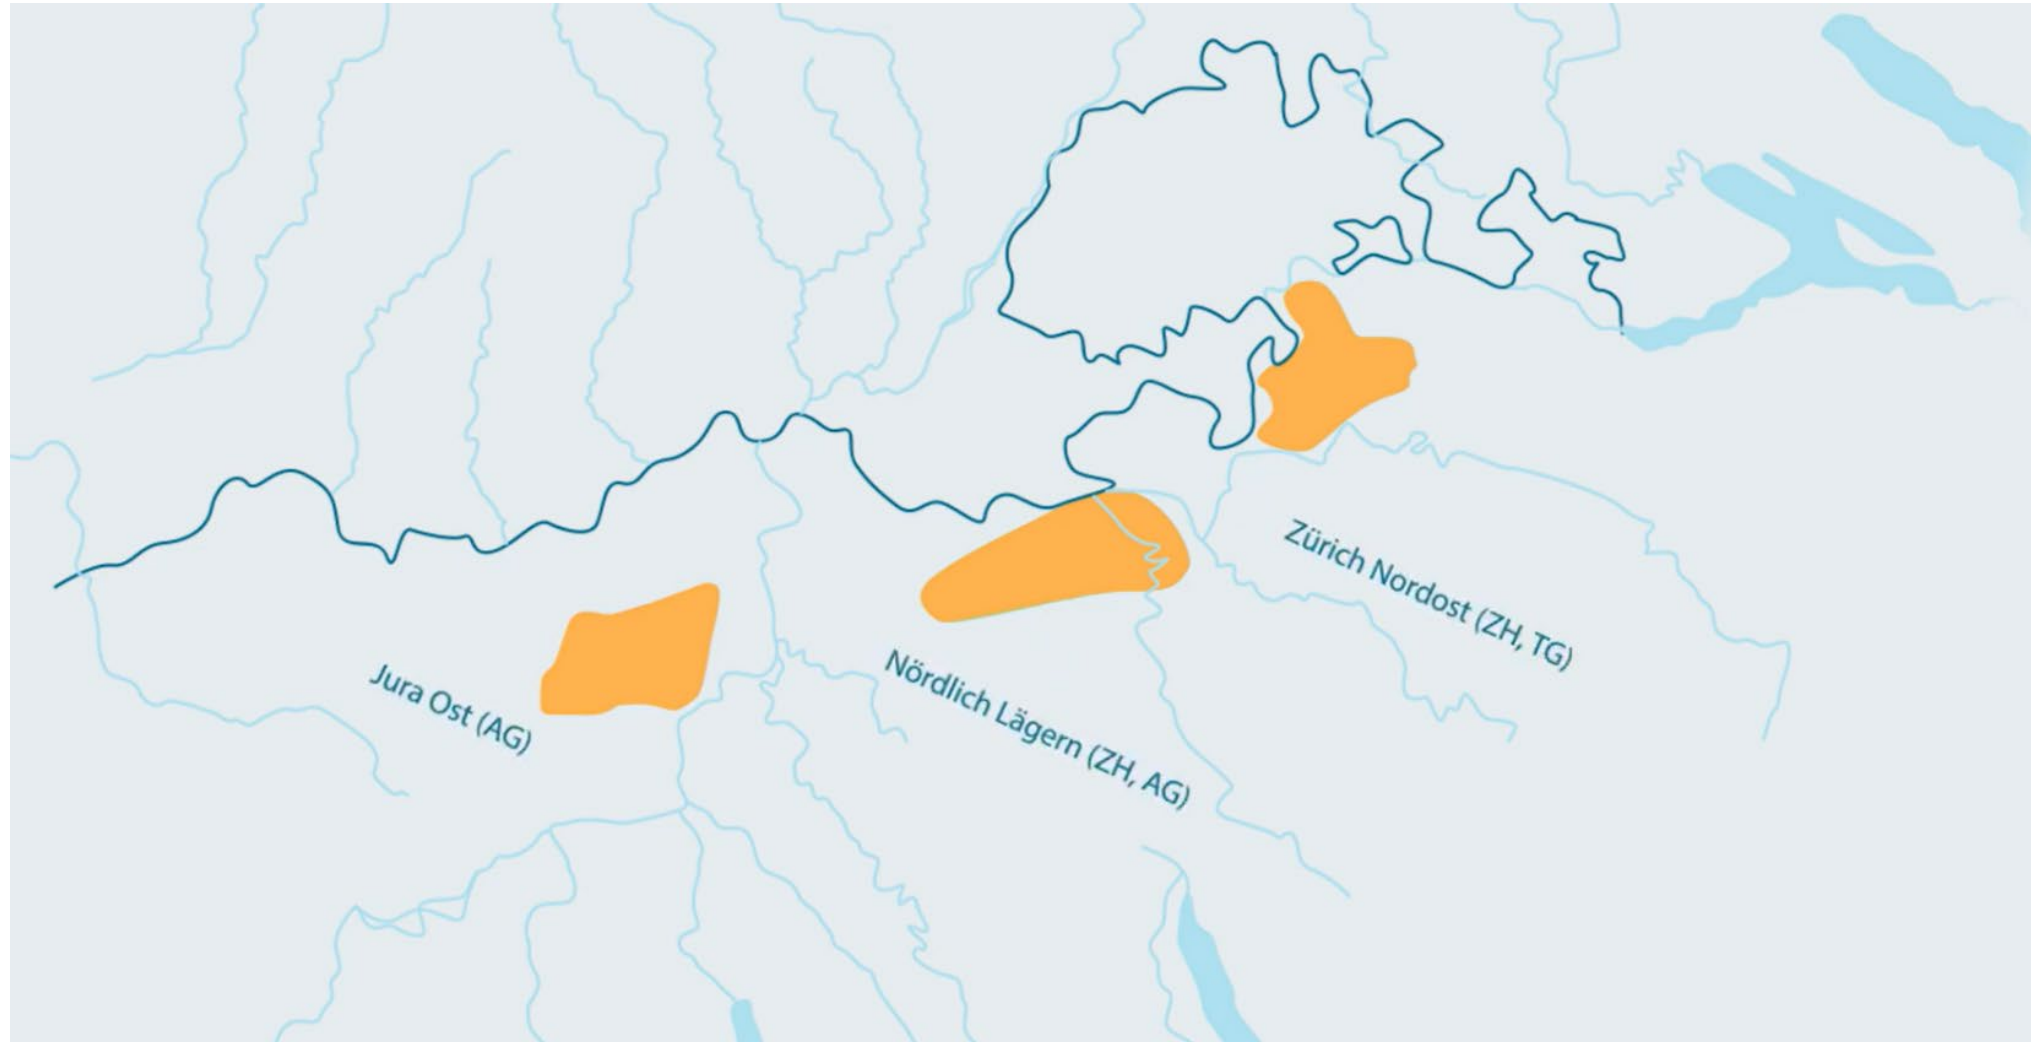 Zürich Nordost (ZH, TG)
Nördlich Lägern (ZH, AG)
Jura Ost (AG)